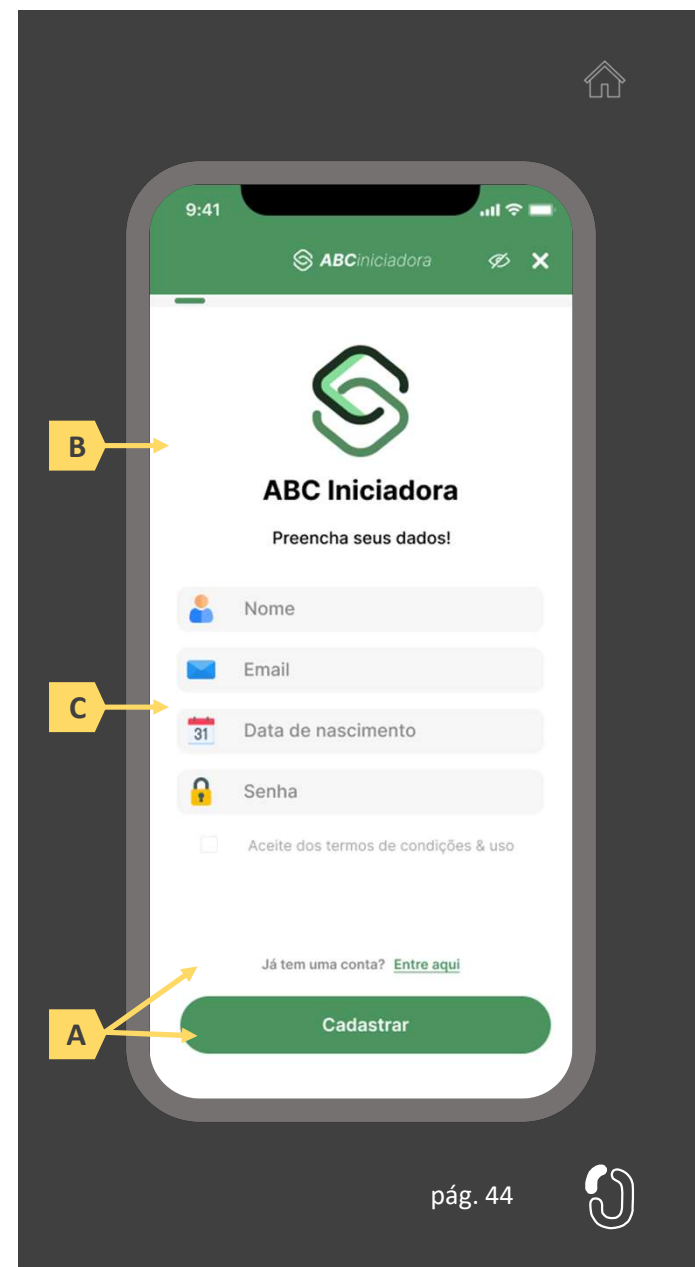 9:41
ABCiniciadora
B
ABC Iniciadora
Preencha seus dados!
Nome
Email
C
31
Data de nascimento
Senha
Aceite dos termos de condições & uso
Já tem uma conta? Entre aqui
A
Cadastrar
pág. 44